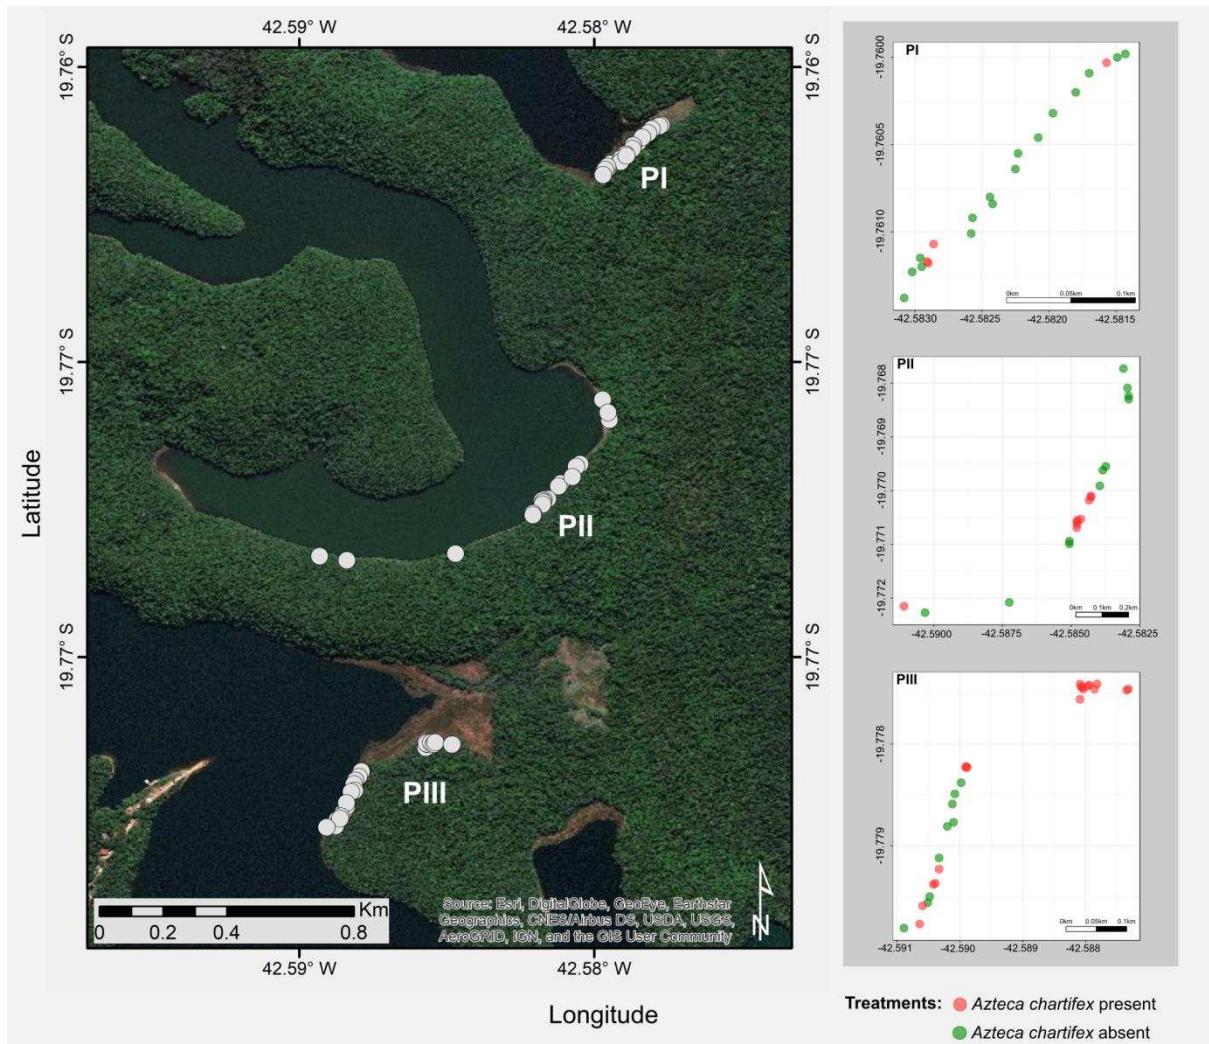 42.59° W
42.58° W
19.76° S
19.76° S
PI
19.77° S
19.77° S
PII
19.77° S
19.77° S
PIII
Km
0
0.2
0.4
0.8
Source: Esri, DigitalGlobe, GeoEye, Earthstar
Geographics, CNES/Airbus DS, USDA, USGS,
AeroGRID, IGN, and the GIS User Community
N
42.59° W
42.58° W
Latitude
Longitude
PI
-19.7600
-19.7605
-19.7610
0km
0.05km
0.1km
-42.5830
-42.5825
-42.5820
-42.5815
PII
-19.768
-19.769
-19.770
-19.771
-19.772
0km
0.1km
0.2km
-42.5900
-42.5875
-42.5850
-42.5825
PIII
-19.778
-19.779
0km
0.05km
0.1km
-42.591
-42.590
-42.589
-42.588
Treatments:
Azteca chartifex present
Azteca chartifex absent